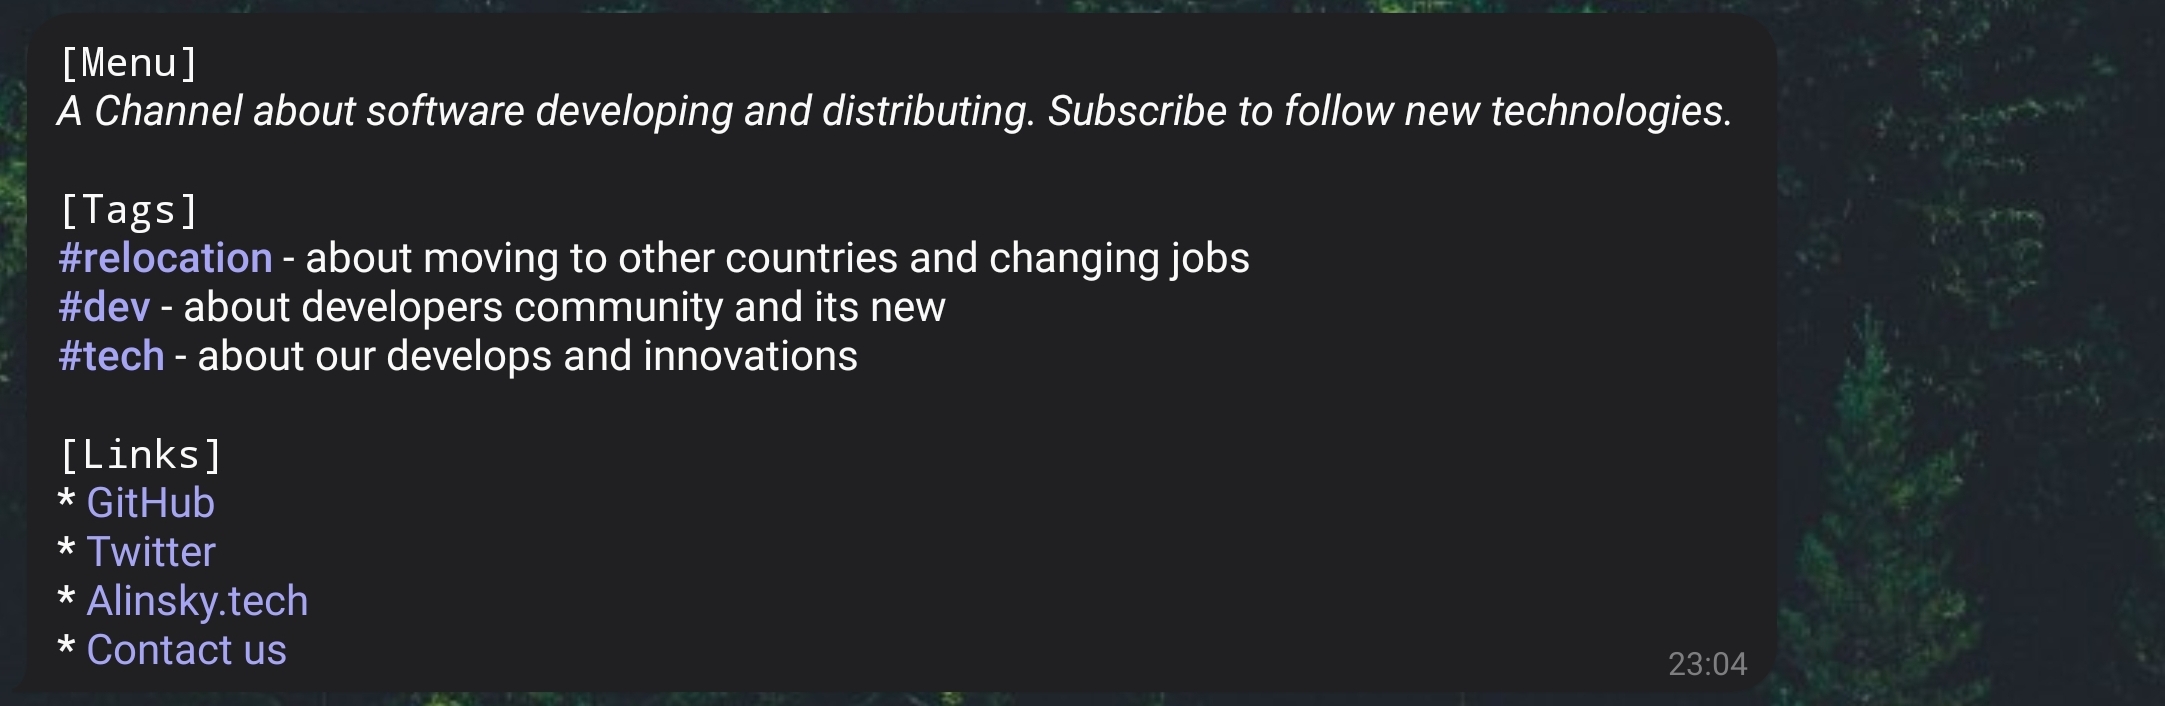 [Menu]
A Channel about software developing and distributing. Subscribe to follow new technologies.
[Tags]
#relocation - about moving to other countries and changing jobs
#dev - about developers community and its new
#tech - about our develops and innovations
[Links]
* GitHub
* Twitter
* Alinsky.tech
* Contact us
23:04